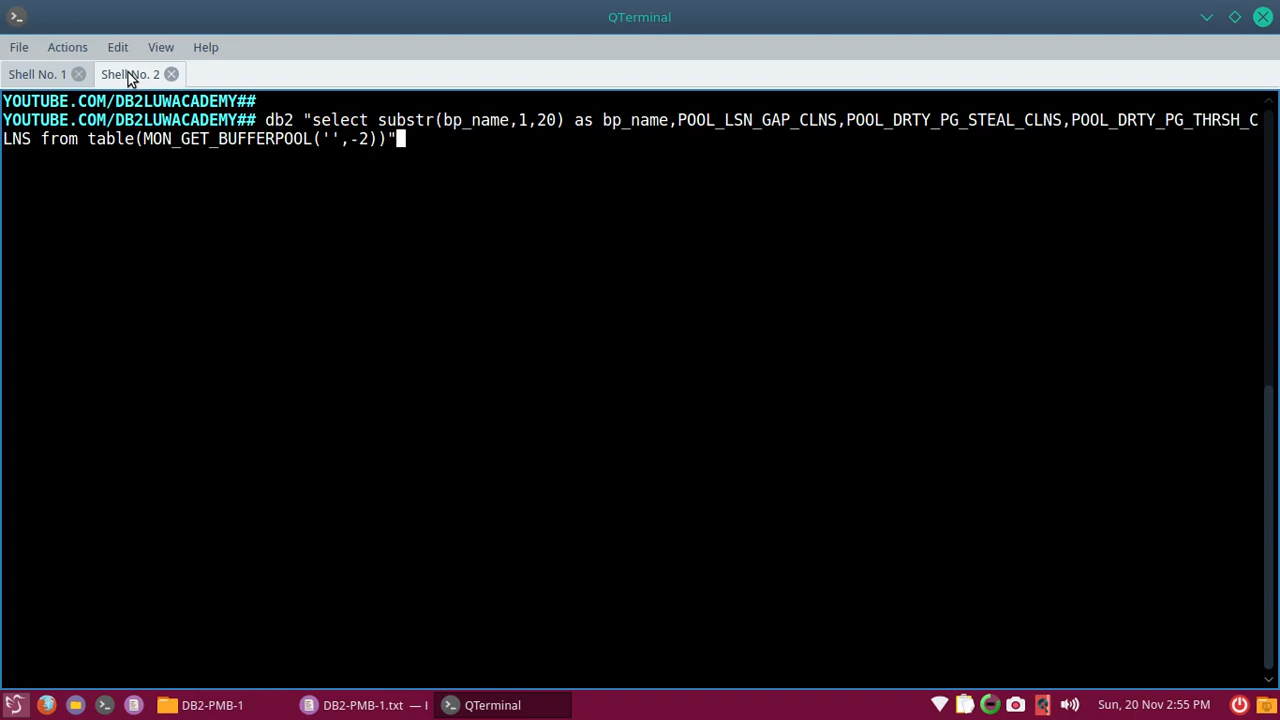 QTerminal
File Actions Edit View Help
Shell No. 1 Shell No. 2
YOUTUBE.COM/DB2LUWACADEMY##
YOUTUBE.COM/DB2LUWACADEMY## db2 "select substr(bp_name,1,20) as bp_name,POOL_LSN_GAP_CLNS,POOL_DRTY_PG_STEAL_CLNS,POOL_DRTY_PG_THRSH_C
LNS from table(MON_GET_BUFFERPOOL('',-2))"
DB2-PMB-1 DB2-PMB-1.txt — QTerminal Sun, 20 Nov 2:55 PM